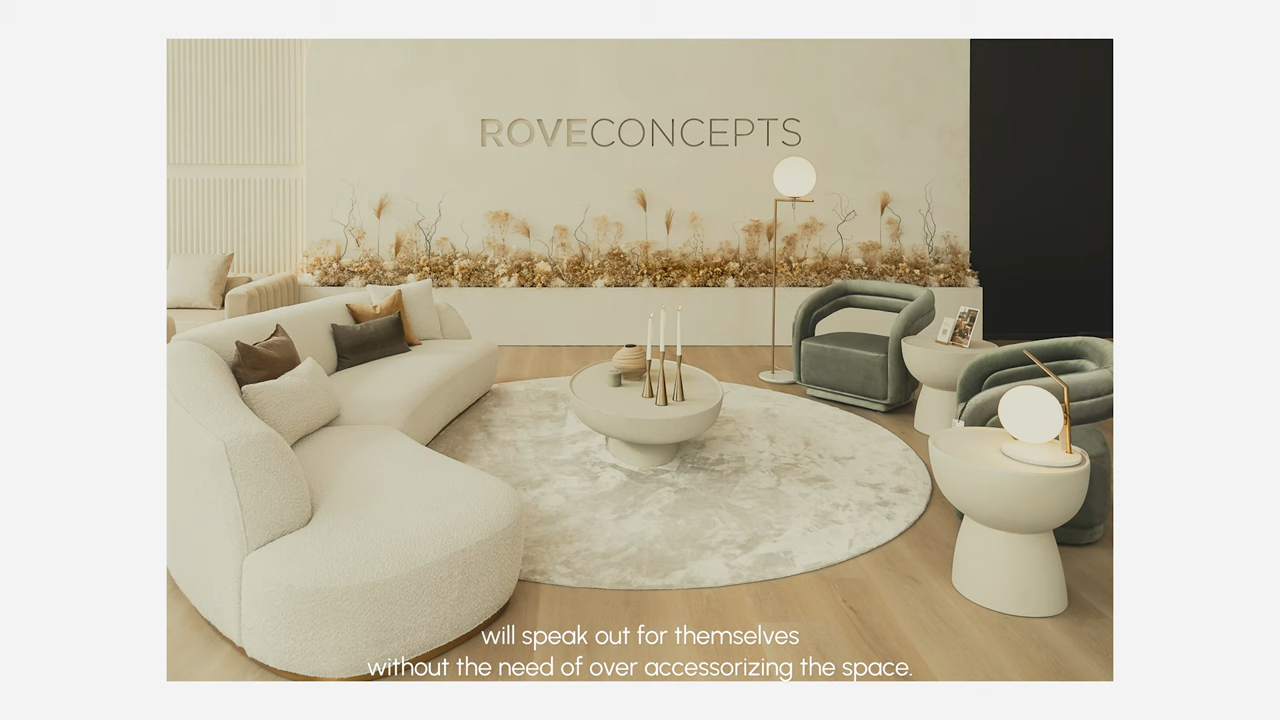 ROVECONCEPTS
will speak out for themselves
without the need of over accessorizing the space.